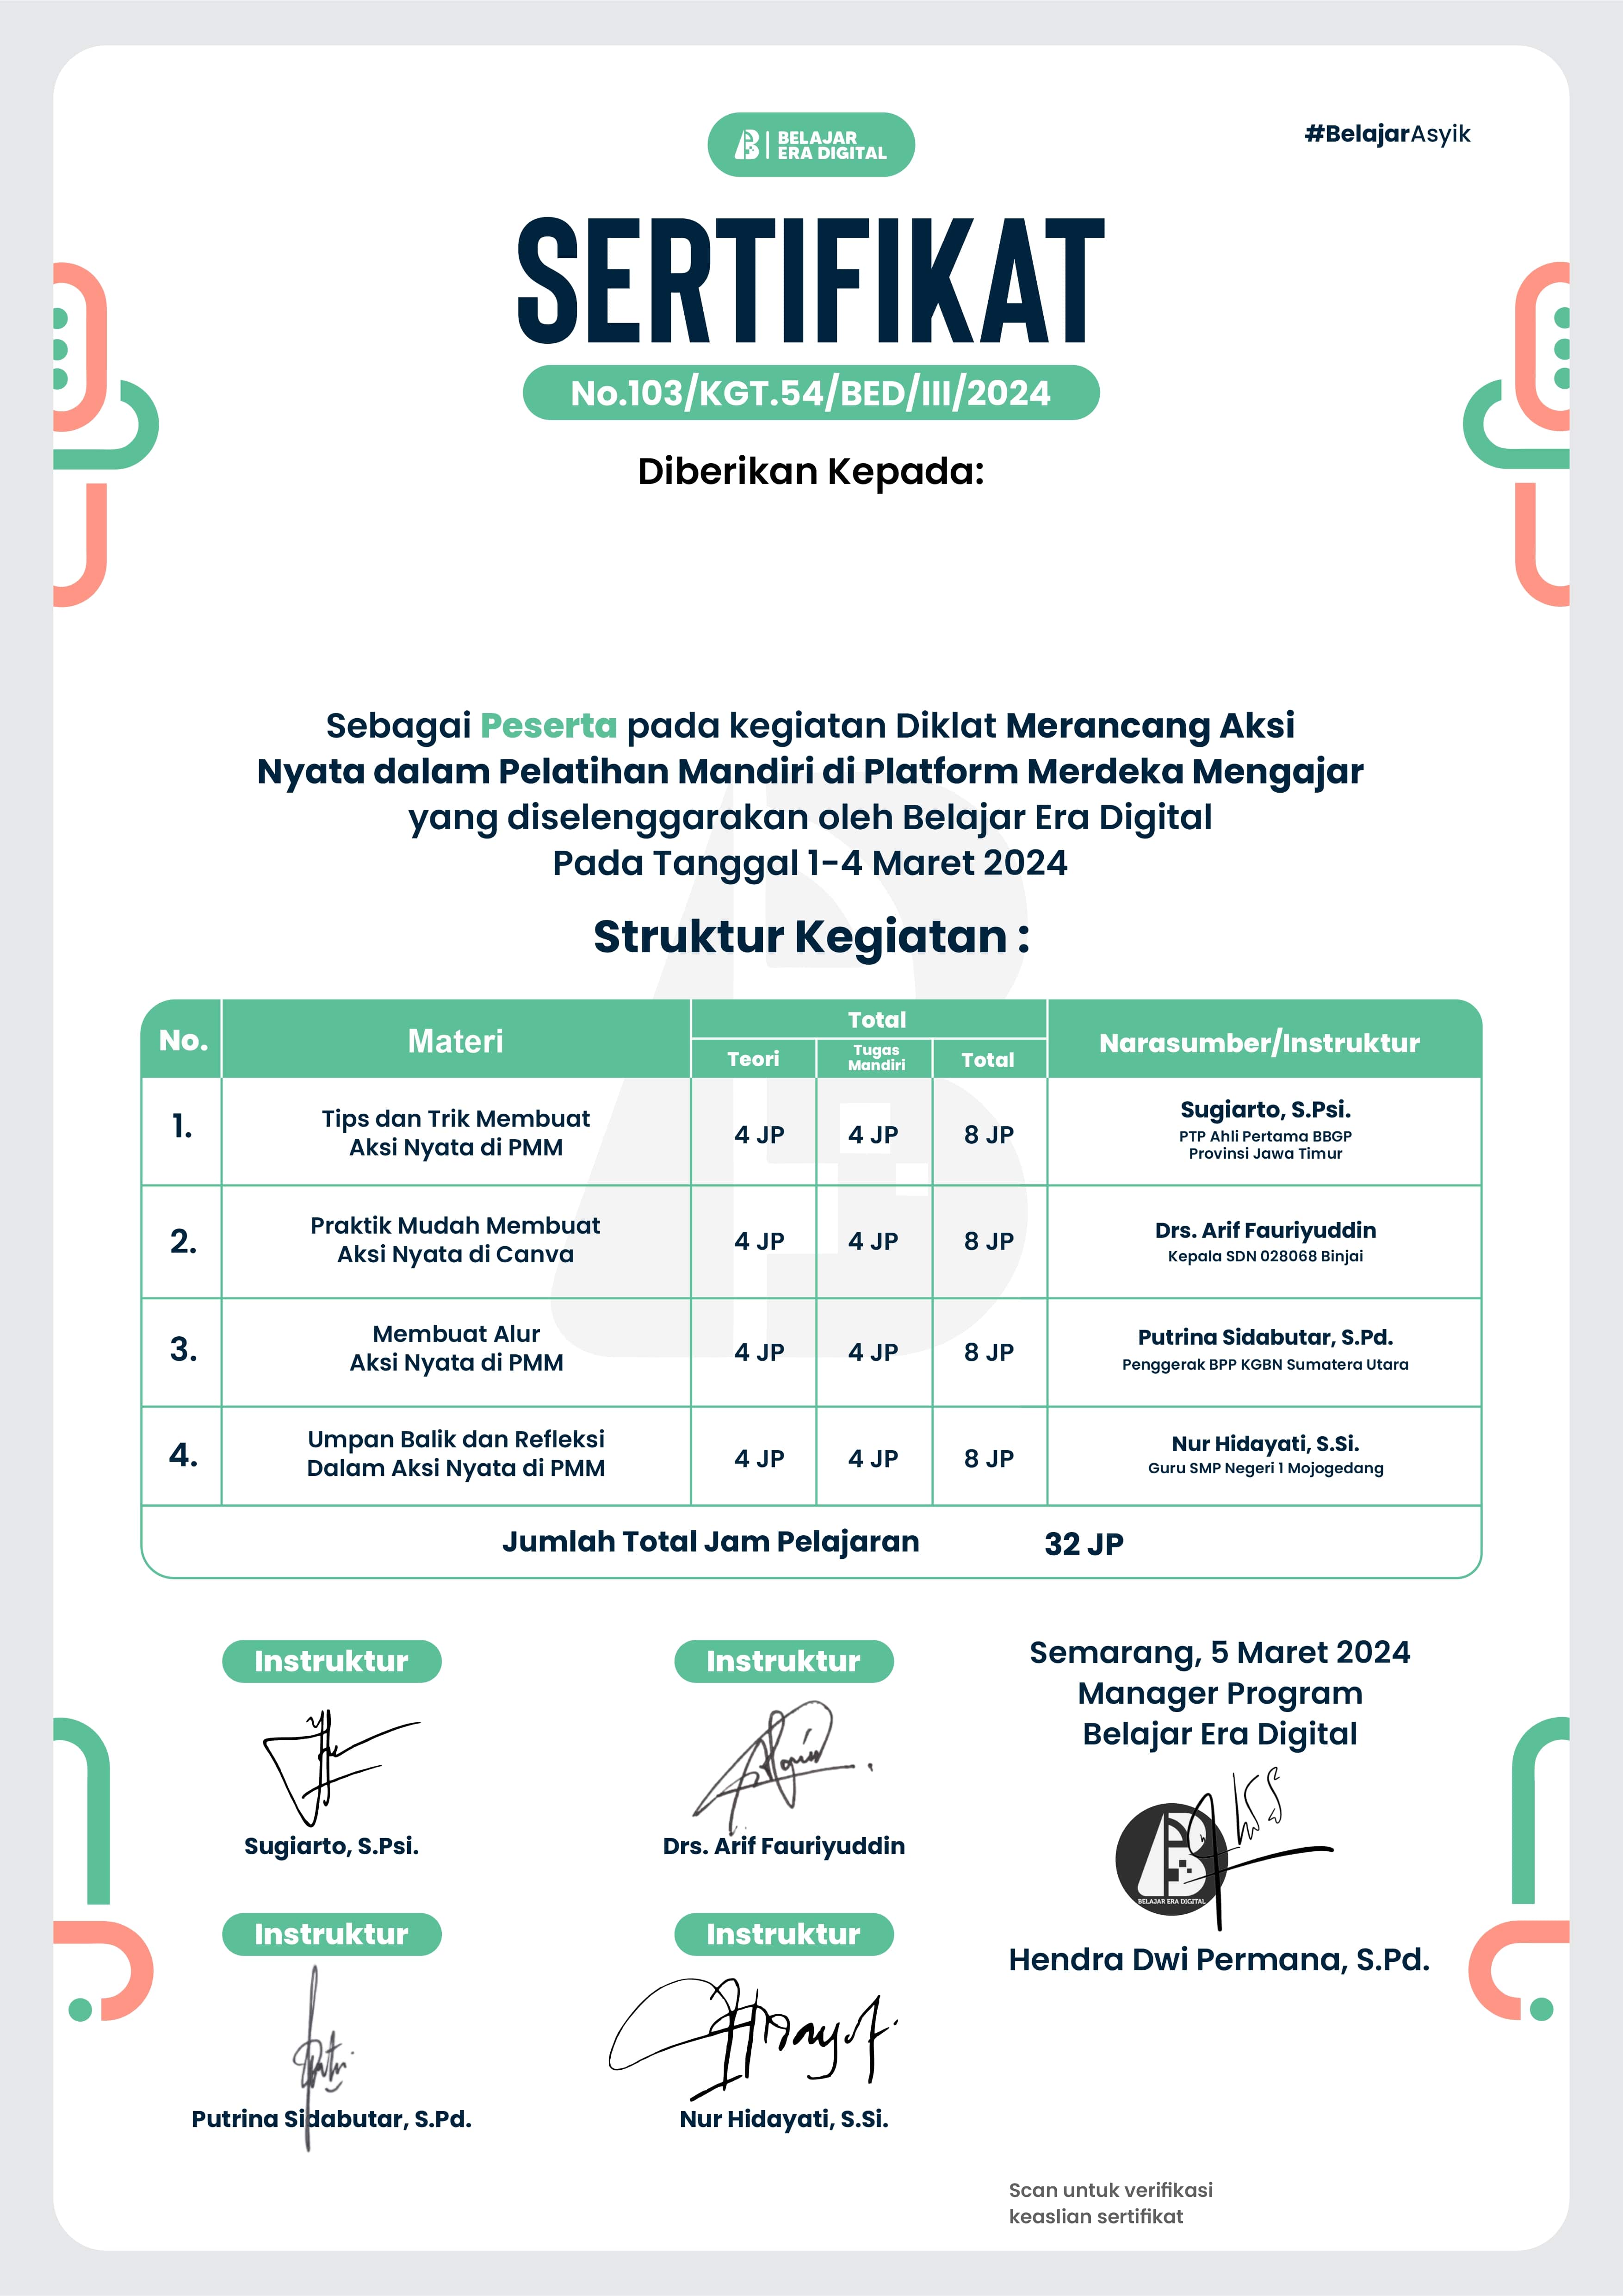 BELAJAR
ERA DIGITAL
#BelajarAsyik
SERTIFIKAT
No.103/KGT.54/BED/III/2024
Diberikan Kepada:
Sebagai Peserta pada kegiatan Diklat Merancang Aksi
Nyata dalam Pelatihan Mandiri di Platform Merdeka Mengajar
yang diselenggarakan oleh Belajar Era Digital
Pada Tanggal 1-4 Maret 2024
Struktur Kegiatan :
No. Materi Total Narasumber/Instruktur
Teori Tugas Mandiri Total
1. Tips dan Trik Membuat Aksi Nyata di PMM 4 JP 4 JP 8 JP Sugiarto, S.Psi.
PTP Ahli Pertama BBGP
Provinsi Jawa Timur
2. Praktik Mudah Membuat Aksi Nyata di Canva 4 JP 4 JP 8 JP Drs. Arif Fauriyuddin
Kepala SDN 028068 Binjai
3. Membuat Alur Aksi Nyata di PMM 4 JP 4 JP 8 JP Putrina Sidabutar, S.Pd.
Penggerak BPP KGBN Sumatera Utara
4. Umpan Balik dan Refleksi Dalam Aksi Nyata di PMM 4 JP 4 JP 8 JP Nur Hidayati, S.Si.
Guru SMP Negeri 1 Mojogedang
Jumlah Total Jam Pelajaran 32 JP
Instruktur
Sugiarto, S.Psi.
Instruktur
Drs. Arif Fauriyuddin
Semarang, 5 Maret 2024
Manager Program
Belajar Era Digital
BELAJAR ERA DIGITAL
Hendra Dwi Permana, S.Pd.
Instruktur
Putrina Sidabutar, S.Pd.
Instruktur
Nur Hidayati, S.Si.
Scan untuk verifikasi
keaslian sertifikat